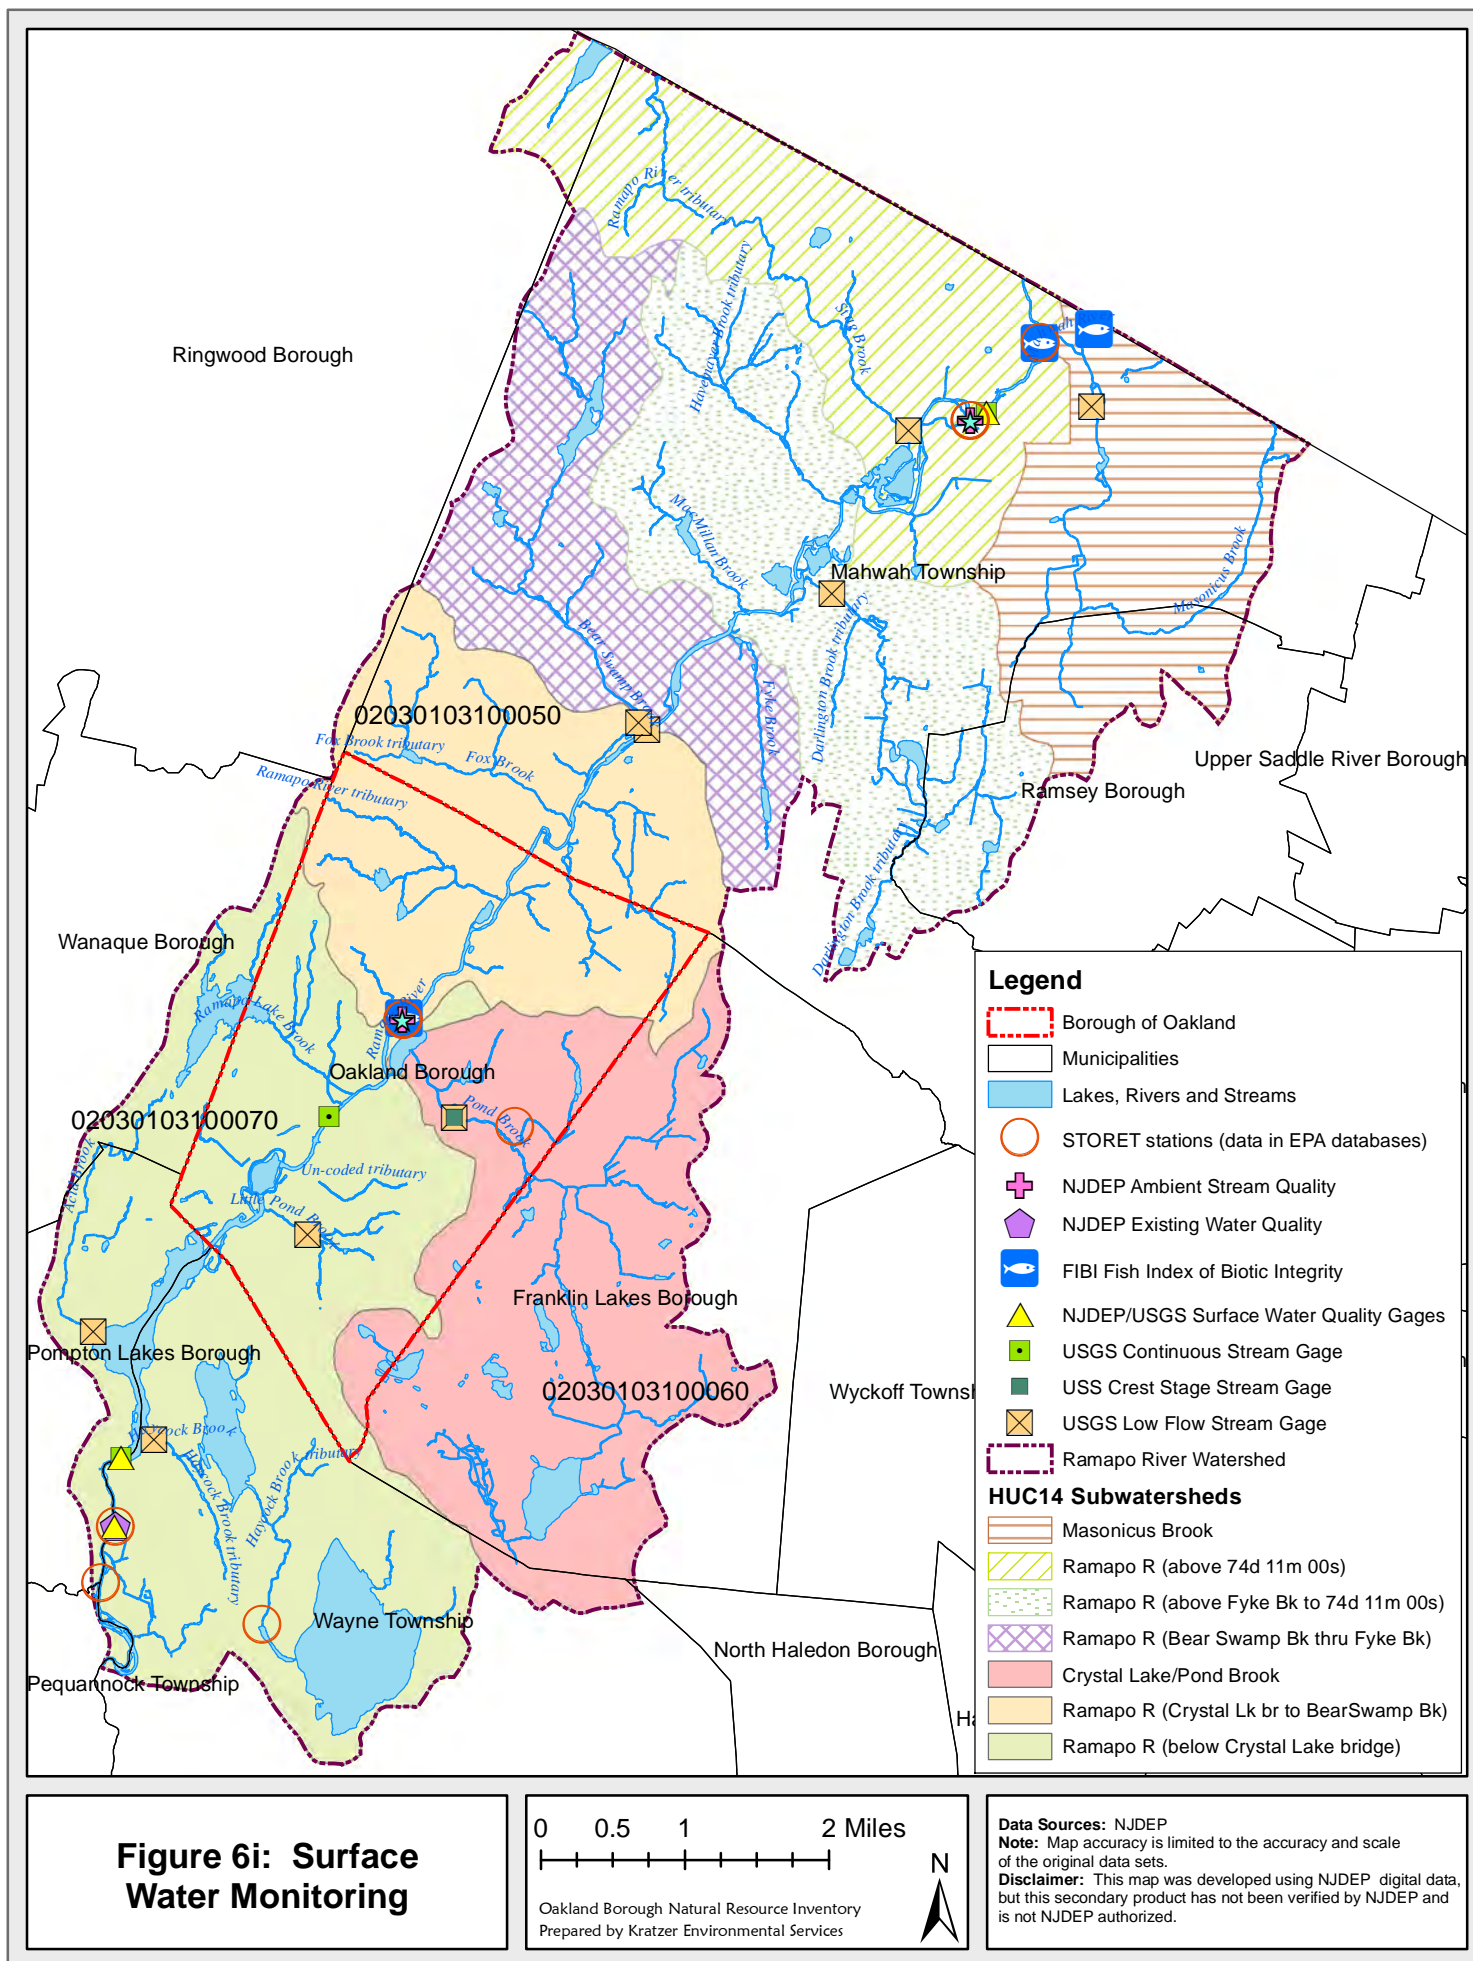 Ramapo River tributary
Havemayer Brook tributary
Stag Brook
Ringwood Borough
MacMillan Brook
Mahwah Township
Masonicus Brook
Bear Swamp Brook
Darlington Brook tributary
Fyke Brook
02030103100050
Fox Brook tributary
Fox Brook
Ramapo River tributary
Upper Saddle River Borough
Ramsey Borough
Darlington Brook tributary
Wanaque Borough
Ramapo Lake Brook
Ramapo River
Oakland Borough
02030103100070
Pond Brook
Acid Brook
Un-coded tributary
Little Pond Brook
Franklin Lakes Borough
Pompton Lakes Borough
02030103100060
Wyckoff Townsh
Haycock Brook
Haycock Brook tributary
Haycock Brook tributary
Wayne Township
North Haledon Borough
Pequannock Township
Ha
Legend
Borough of Oakland
Municipalities
Lakes, Rivers and Streams
STORET stations (data in EPA databases)
NJDEP Ambient Stream Quality
NJDEP Existing Water Quality
FIBI Fish Index of Biotic Integrity
NJDEP/USGS Surface Water Quality Gages
USGS Continuous Stream Gage
USS Crest Stage Stream Gage
USGS Low Flow Stream Gage
Ramapo River Watershed
HUC14 Subwatersheds
Masonicus Brook
Ramapo R (above 74d 11m 00s)
Ramapo R (above Fyke Bk to 74d 11m 00s)
Ramapo R (Bear Swamp Bk thru Fyke Bk)
Crystal Lake/Pond Brook
Ramapo R (Crystal Lk br to BearSwamp Bk)
Ramapo R (below Crystal Lake bridge)
Figure 6i: Surface
Water Monitoring
0 0.5 1 2 Miles
Oakland Borough Natural Resource Inventory
Prepared by Kratzer Environmental Services
N
Data Sources: NJDEP
Note: Map accuracy is limited to the accuracy and scale
of the original data sets.
Disclaimer: This map was developed using NJDEP digital data,
but this secondary product has not been verified by NJDEP and
is not NJDEP authorized.